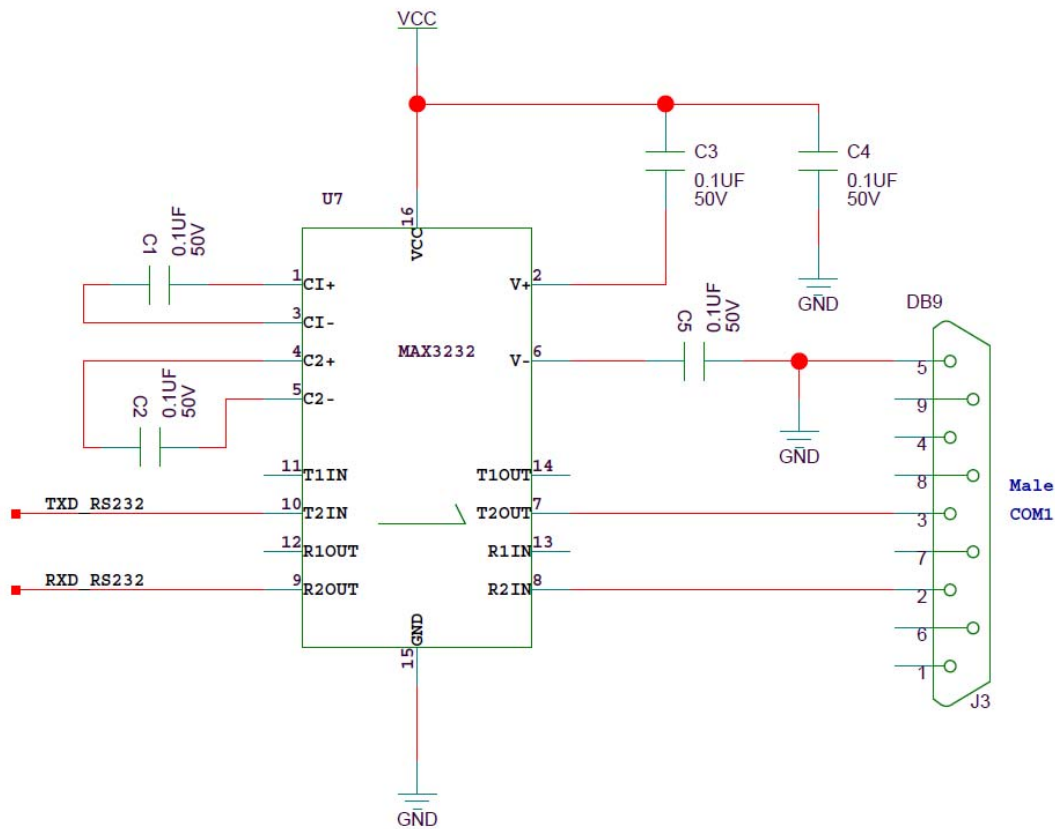 VCC
C3
0.1UF
50V
C4
0.1UF
50V
GND
U7
16
VCC
C1
0.1UF
50V
1
CI+
3
CI-
4
C2+
5
C2-
C2
0.1UF
50V
MAX3232
V+
2
V-
6
C5
0.1UF
50V
GND
DB9
5
9
4
8
3
7
2
6
1
J3
Male
COM1
11
T1IN
T1OUT
14
TXD_RS232
10
T2IN
T2OUT
7
12
R1OUT
R1IN
13
RXD_RS232
9
R2OUT
R2IN
8
GND
15
GND